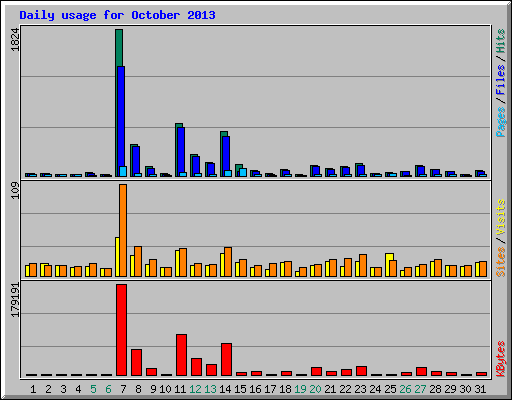 Daily usage for October 2013
1824
Pages / Files / Hits
109
Sites / Visits
179191
KBytes
1 2 3 4 5 6 7 8 9 10 11 12 13 14 15 16 17 18 19 20 21 22 23 24 25 26 27 28 29 30 31